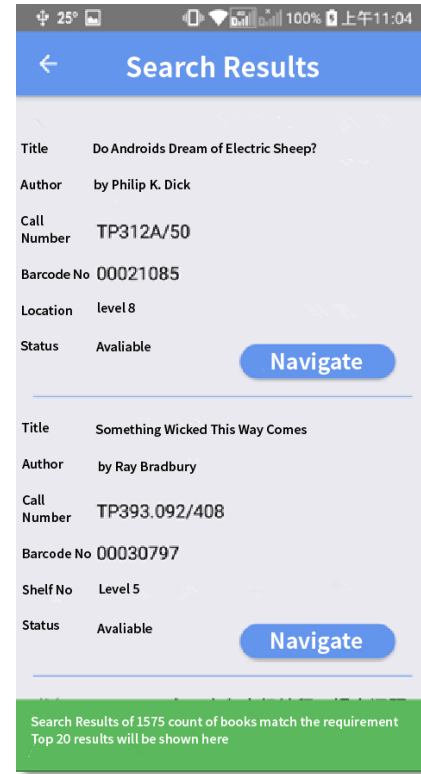 25° 100% 上午11:04
Search Results
Title Do Androids Dream of Electric Sheep?
Author by Philip K. Dick
Call
Number TP312A/50
Barcode No 00021085
Location level 8
Status Avaliable
Navigate
Title Something Wicked This Way Comes
Author by Ray Bradbury
Call
Number TP393.092/408
Barcode No 00030797
Shelf No Level 5
Status Avaliable
Navigate
Search Results of 1575 count of books match the requirement
Top 20 results will be shown here